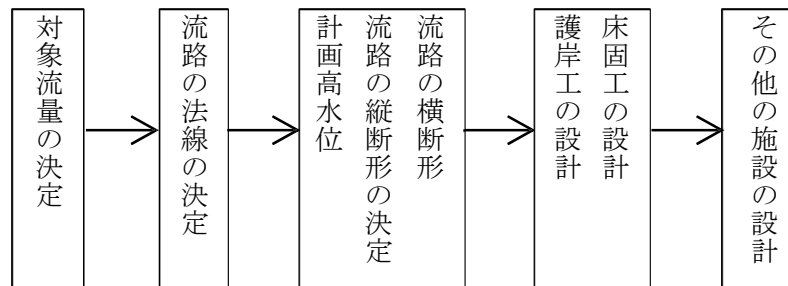 対象流量の決定
流路の法線の決定
流路の横断形
流路の縦断形の決定
計画高水位
床固工の設計
護岸工の設計
その他の施設の設計